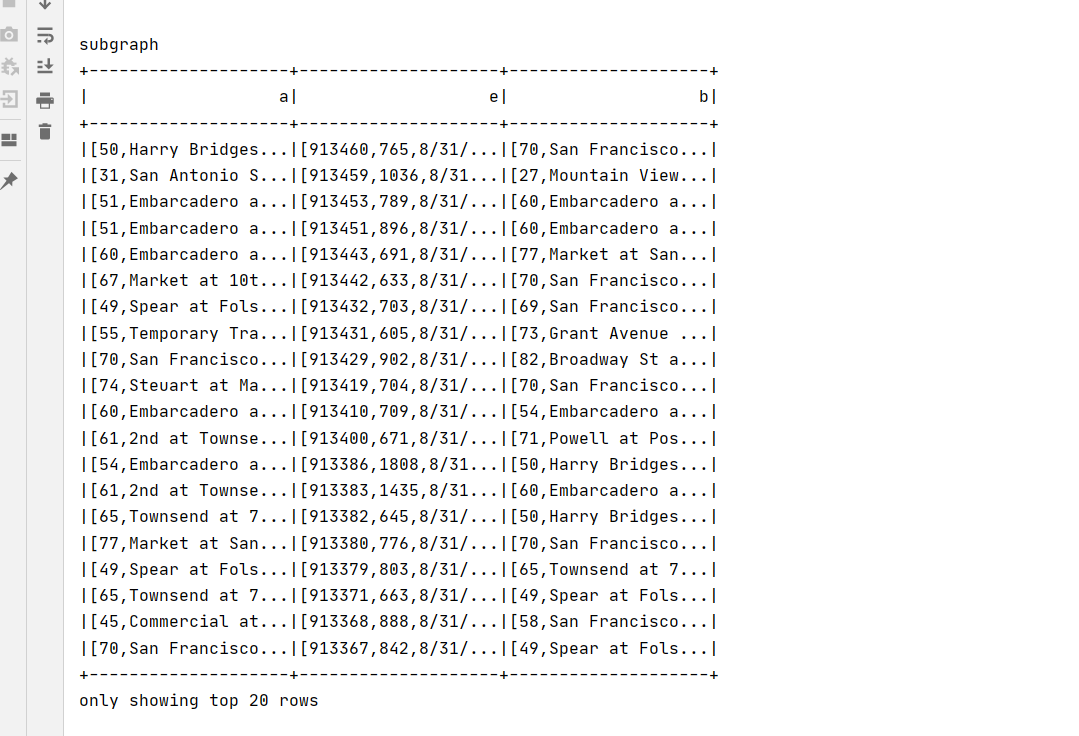 subgraph
+--------------------+--------------------+--------------------+
|                   a|                   e|                   b|
+--------------------+--------------------+--------------------+
|[50,Harry Bridges...|[913460,765,8/31/...|[70,San Francisco...|
|[31,San Antonio S...|[913459,1036,8/31...|[27,Mountain View...|
|[51,Embarcadero a...|[913453,789,8/31/...|[60,Embarcadero a...|
|[51,Embarcadero a...|[913451,896,8/31/...|[60,Embarcadero a...|
|[60,Embarcadero a...|[913443,691,8/31/...|[77,Market at San...|
|[67,Market at 10t...|[913442,633,8/31/...|[70,San Francisco...|
|[49,Spear at Fols...|[913432,703,8/31/...|[69,San Francisco...|
|[55,Temporary Tra...|[913431,605,8/31/...|[73,Grant Avenue ...|
|[70,San Francisco...|[913429,902,8/31/...|[82,Broadway St a...|
|[74,Steuart at Ma...|[913419,704,8/31/...|[70,San Francisco...|
|[60,Embarcadero a...|[913410,709,8/31/...|[54,Embarcadero a...|
|[61,2nd at Townse...|[913400,671,8/31/...|[71,Powell at Pos...|
|[54,Embarcadero a...|[913386,1808,8/31...|[50,Harry Bridges...|
|[61,2nd at Townse...|[913383,1435,8/31...|[60,Embarcadero a...|
|[65,Townsend at 7...|[913382,645,8/31/...|[50,Harry Bridges...|
|[77,Market at San...|[913380,776,8/31/...|[70,San Francisco...|
|[49,Spear at Fols...|[913379,803,8/31/...|[65,Townsend at 7...|
|[65,Townsend at 7...|[913371,663,8/31/...|[49,Spear at Fols...|
|[45,Commercial at...|[913368,888,8/31/...|[58,San Francisco...|
|[70,San Francisco...|[913367,842,8/31/...|[49,Spear at Fols...|
+--------------------+--------------------+--------------------+
only showing top 20 rows